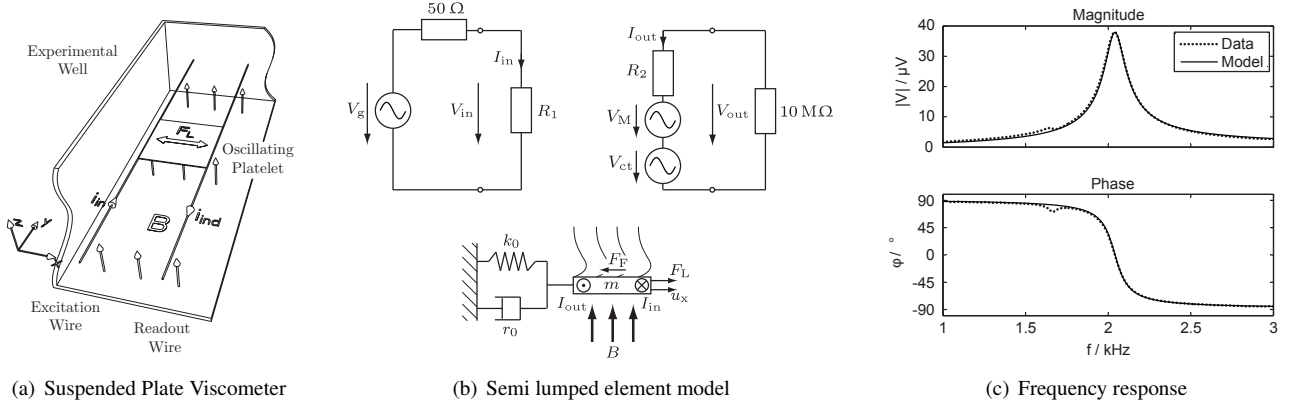 Experimental
Well
F_L
Oscillating
Platelet
i_in
i_ind
B
z
y
x
Excitation
Wire
Readout
Wire
(a) Suspended Plate Viscometer
50 Ω
I_in
V_g
V_in
R_1
I_out
R_2
V_M
V_ct
V_out
10 MΩ
k_0
F_F
F_L
m
I_out
I_in
u_x
r_0
B
(b) Semi lumped element model
Magnitude
|V| / µV
40
30
20
10
0
Data
Model
Phase
φ / °
90
45
0
-45
-90
1
1.5
2
2.5
3
f / kHz
(c) Frequency response